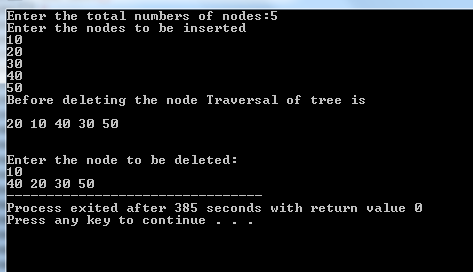 Enter the total numbers of nodes:5
Enter the nodes to be inserted
10
20
30
40
50
Before deleting the node Traversal of tree is
20 10 40 30 50
Enter the node to be deleted:
10
40 20 30 50
--------------------------------
Process exited after 385 seconds with return value 0
Press any key to continue . . .